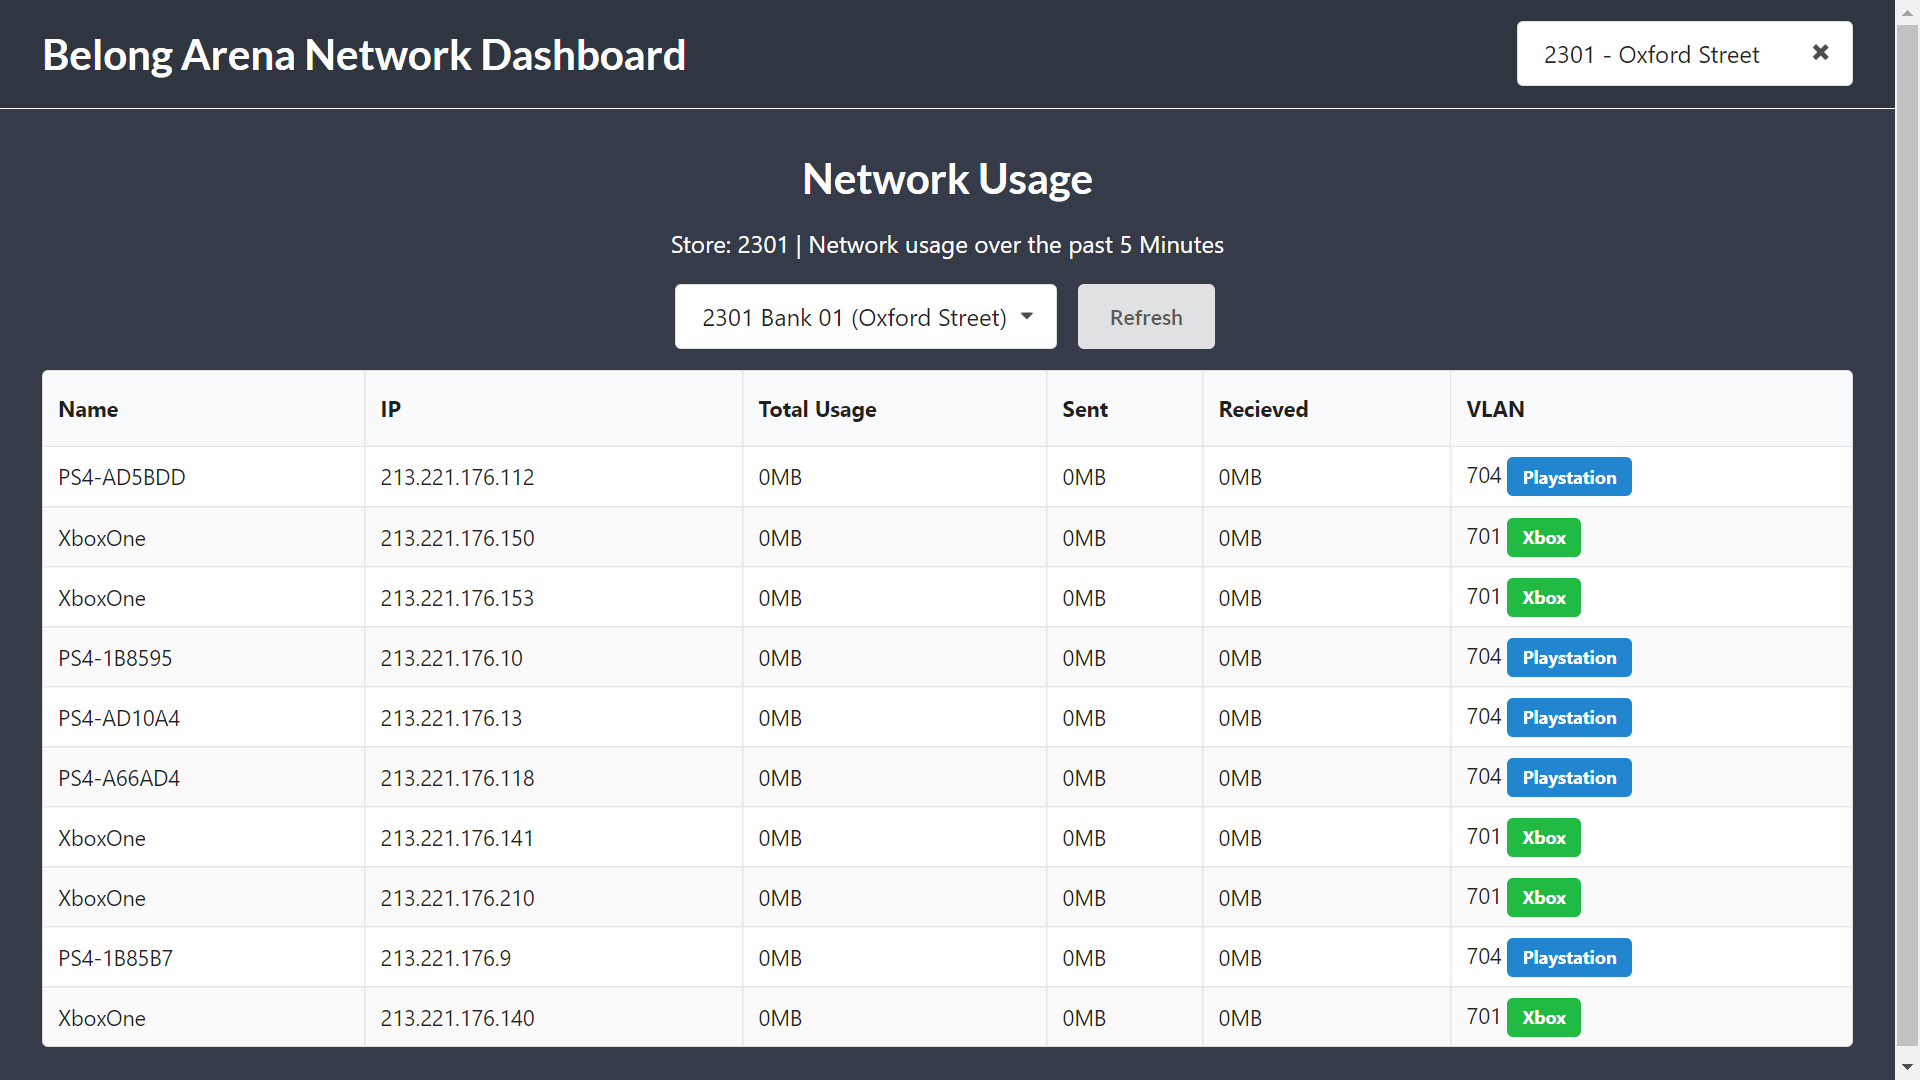 Belong Arena Network Dashboard
2301 - Oxford Street
Network Usage
Store: 2301 | Network usage over the past 5 Minutes
2301 Bank 01 (Oxford Street)
Refresh
Name IP Total Usage Sent Recieved VLAN
PS4-AD5BDD 213.221.176.112 0MB 0MB 0MB 704 Playstation
XboxOne 213.221.176.150 0MB 0MB 0MB 701 Xbox
XboxOne 213.221.176.153 0MB 0MB 0MB 701 Xbox
PS4-1B8595 213.221.176.10 0MB 0MB 0MB 704 Playstation
PS4-AD10A4 213.221.176.13 0MB 0MB 0MB 704 Playstation
PS4-A66AD4 213.221.176.118 0MB 0MB 0MB 704 Playstation
XboxOne 213.221.176.141 0MB 0MB 0MB 701 Xbox
XboxOne 213.221.176.210 0MB 0MB 0MB 701 Xbox
PS4-1B85B7 213.221.176.9 0MB 0MB 0MB 704 Playstation
XboxOne 213.221.176.140 0MB 0MB 0MB 701 Xbox